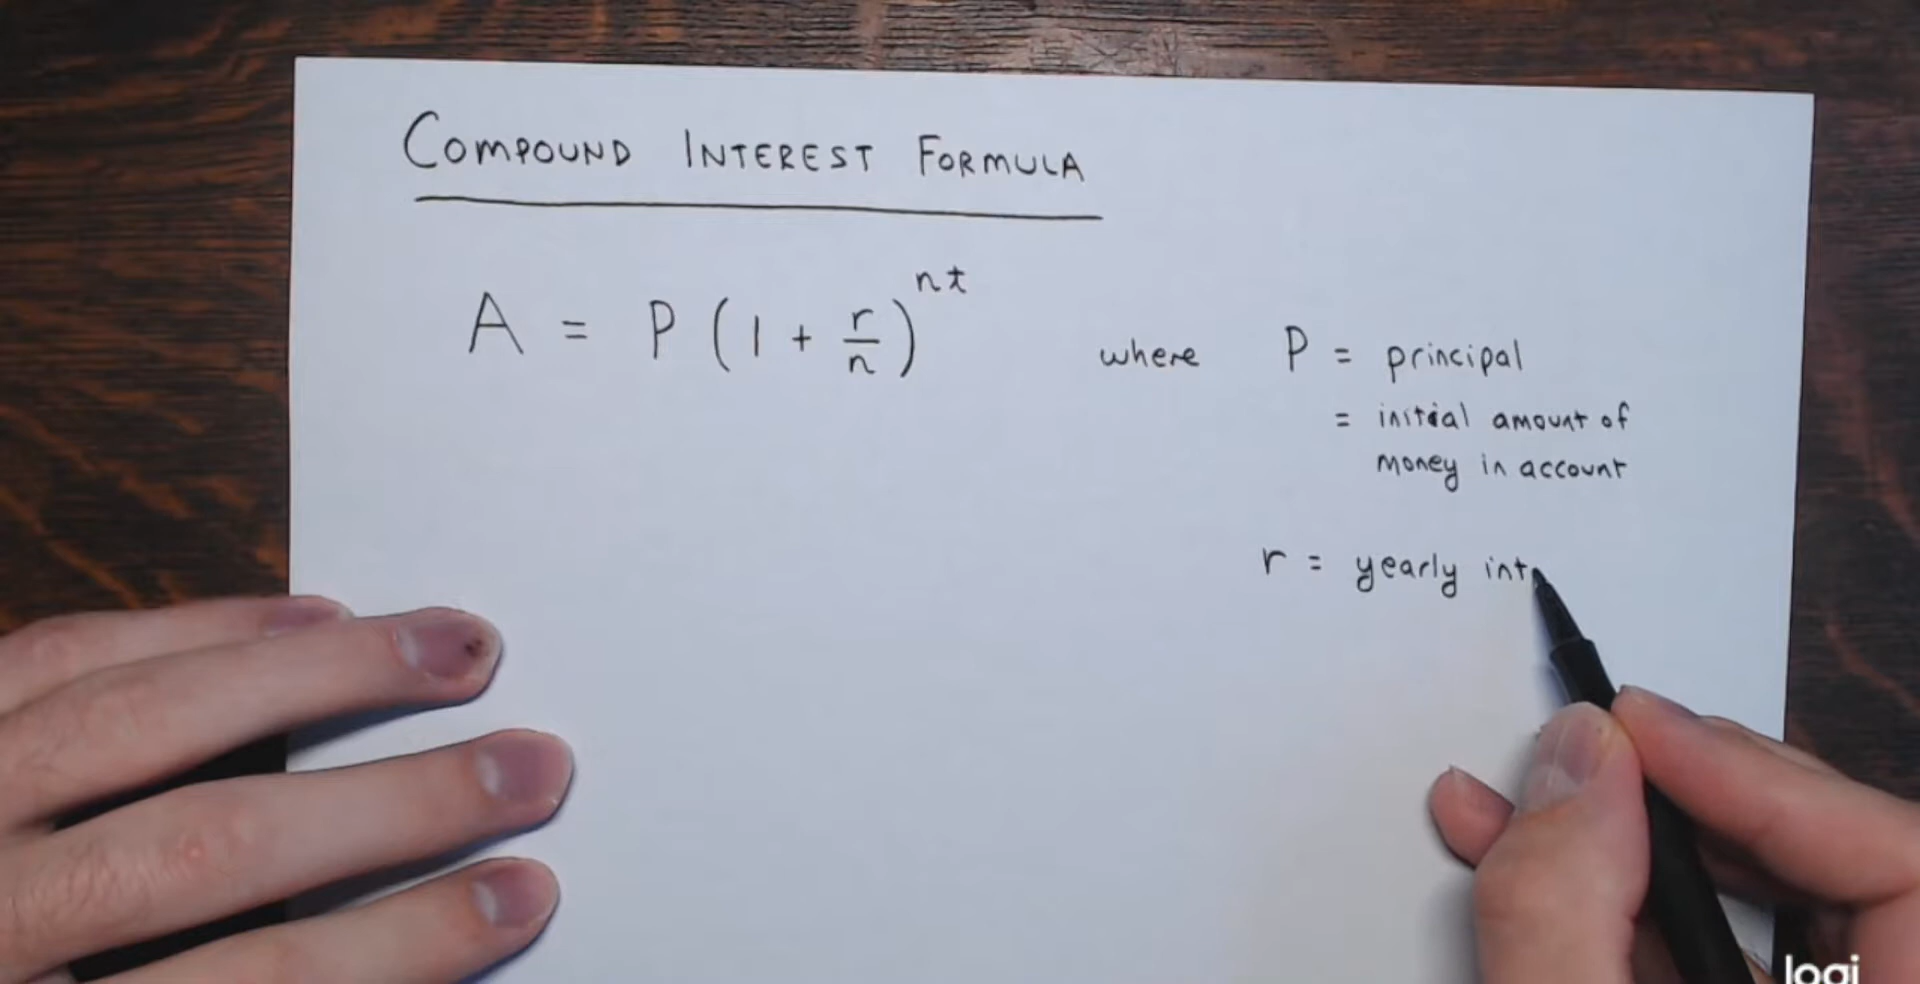 COMPOUND INTEREST FORMULA
A = P (1 + r/n)^nt
where P = principal
= initial amount of
money in account
r = yearly int
logi